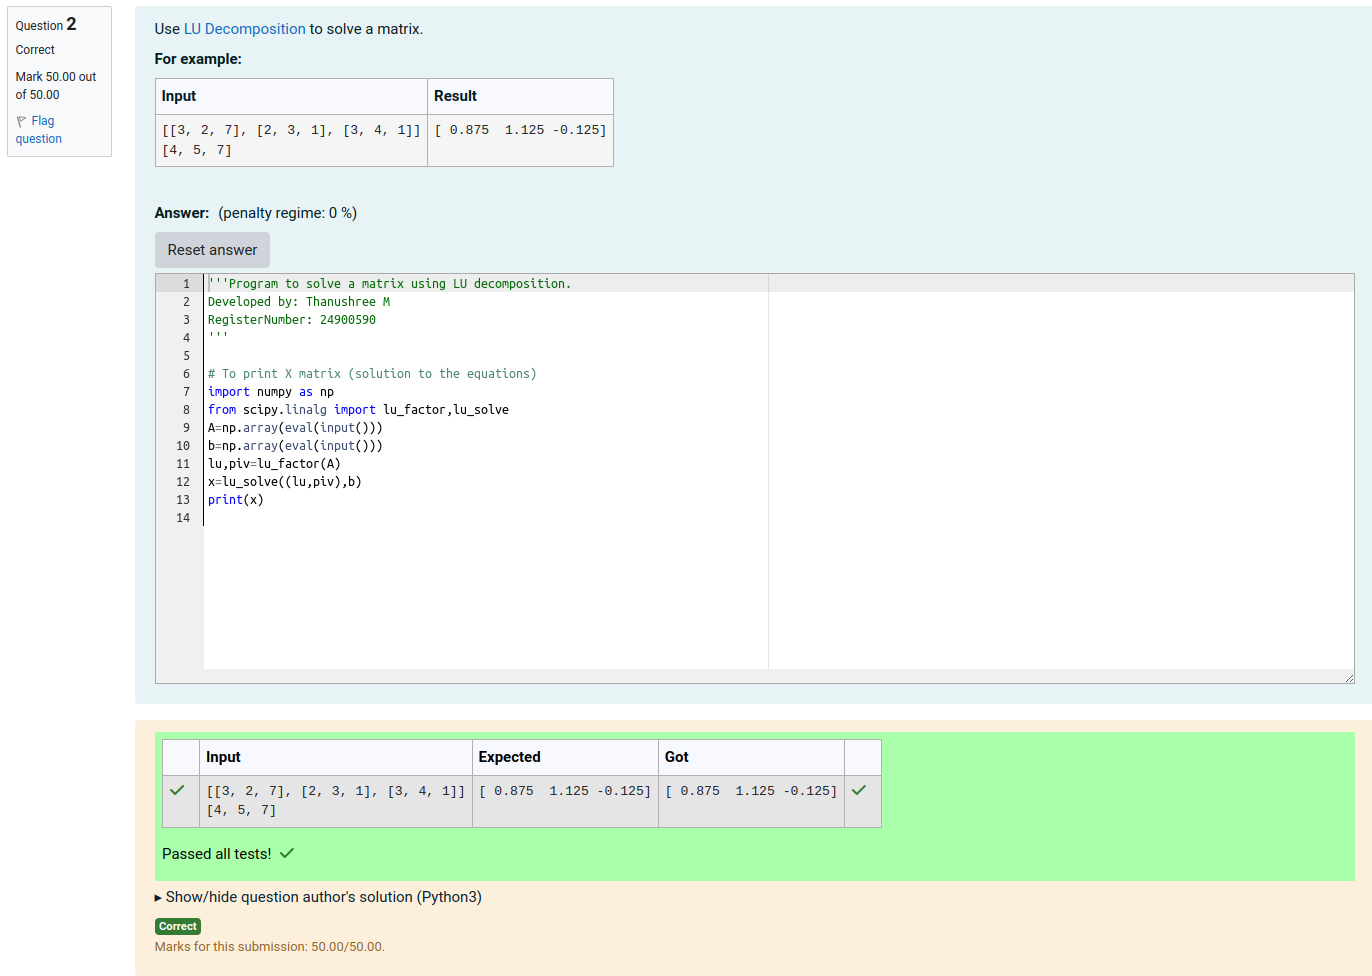 Question 2
Correct
Mark 50.00 out
of 50.00
Flag
question
Use LU Decomposition to solve a matrix.
For example:
Input Result
[[3, 2, 7], [2, 3, 1], [3, 4, 1]] [ 0.875  1.125 -0.125]
[4, 5, 7]
Answer: (penalty regime: 0 %)
Reset answer
1 '''Program to solve a matrix using LU decomposition.
2 Developed by: Thanushree M
3 RegisterNumber: 24900590
4 '''
5
6 # To print X matrix (solution to the equations)
7 import numpy as np
8 from scipy.linalg import lu_factor,lu_solve
9 A=np.array(eval(input()))
10 b=np.array(eval(input()))
11 lu,piv=lu_factor(A)
12 x=lu_solve((lu,piv),b)
13 print(x)
14
Input Expected Got
[[3, 2, 7], [2, 3, 1], [3, 4, 1]] [ 0.875  1.125 -0.125] [ 0.875  1.125 -0.125]
[4, 5, 7]
Passed all tests!
Show/hide question author's solution (Python3)
Correct
Marks for this submission: 50.00/50.00.